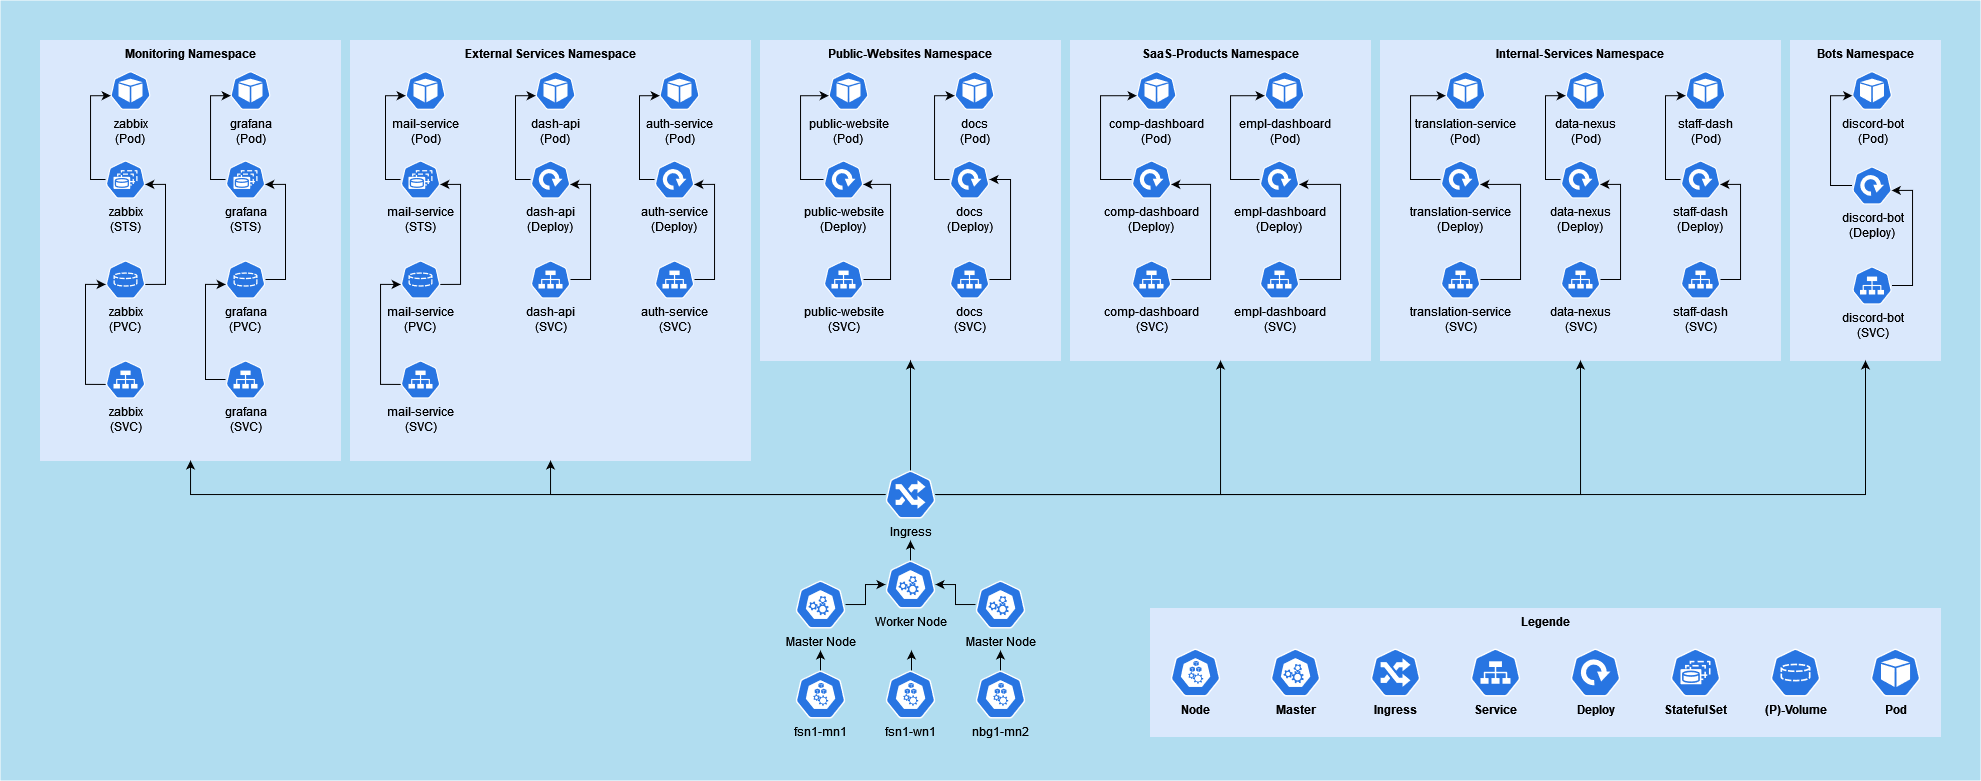 Monitoring Namespace
zabbix
(Pod)
grafana
(Pod)
zabbix
(STS)
grafana
(STS)
zabbix
(PVC)
grafana
(PVC)
zabbix
(SVC)
grafana
(SVC)
External Services Namespace
mail-service
(Pod)
dash-api
(Pod)
auth-service
(Pod)
mail-service
(STS)
dash-api
(Deploy)
auth-service
(Deploy)
mail-service
(PVC)
dash-api
(SVC)
auth-service
(SVC)
mail-service
(SVC)
Public-Websites Namespace
public-website
(Pod)
docs
(Pod)
public-website
(Deploy)
docs
(Deploy)
public-website
(SVC)
docs
(SVC)
SaaS-Products Namespace
comp-dashboard
(Pod)
empl-dashboard
(Pod)
comp-dashboard
(Deploy)
empl-dashboard
(Deploy)
comp-dashboard
(SVC)
empl-dashboard
(SVC)
Internal-Services Namespace
translation-service
(Pod)
data-nexus
(Pod)
staff-dash
(Pod)
translation-service
(Deploy)
data-nexus
(Deploy)
staff-dash
(Deploy)
translation-service
(SVC)
data-nexus
(SVC)
staff-dash
(SVC)
Bots Namespace
discord-bot
(Pod)
discord-bot
(Deploy)
discord-bot
(SVC)
Ingress
Worker Node
Master Node
Master Node
fsn1-mn1
fsn1-wn1
nbg1-mn2
Legende
Node
Master
Ingress
Service
Deploy
StatefulSet
(P)-Volume
Pod